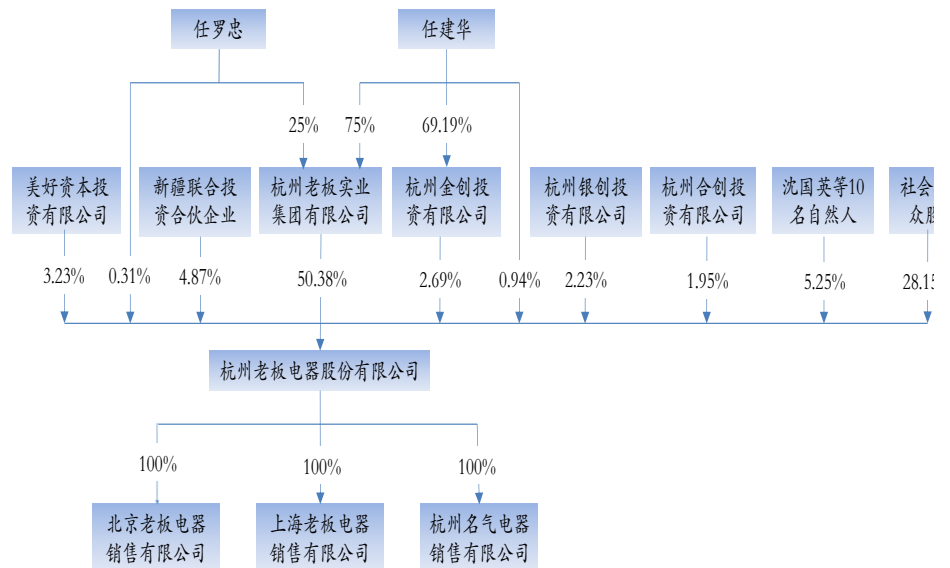 任罗忠
任建华
25%
75%
69.19%
美好资本投
资有限公司
新疆联合投
资合伙企业
杭州老板实业
集团有限公司
杭州金创投
资有限公司
杭州银创投
资有限公司
杭州合创投
资有限公司
沈国英等10
名自然人
社会
众股
3.23%
0.31%
4.87%
50.38%
2.69%
0.94%
2.23%
1.95%
5.25%
28.15
杭州老板电器股份有限公司
100%
100%
100%
北京老板电器
销售有限公司
上海老板电器
销售有限公司
杭州名气电器
销售有限公司